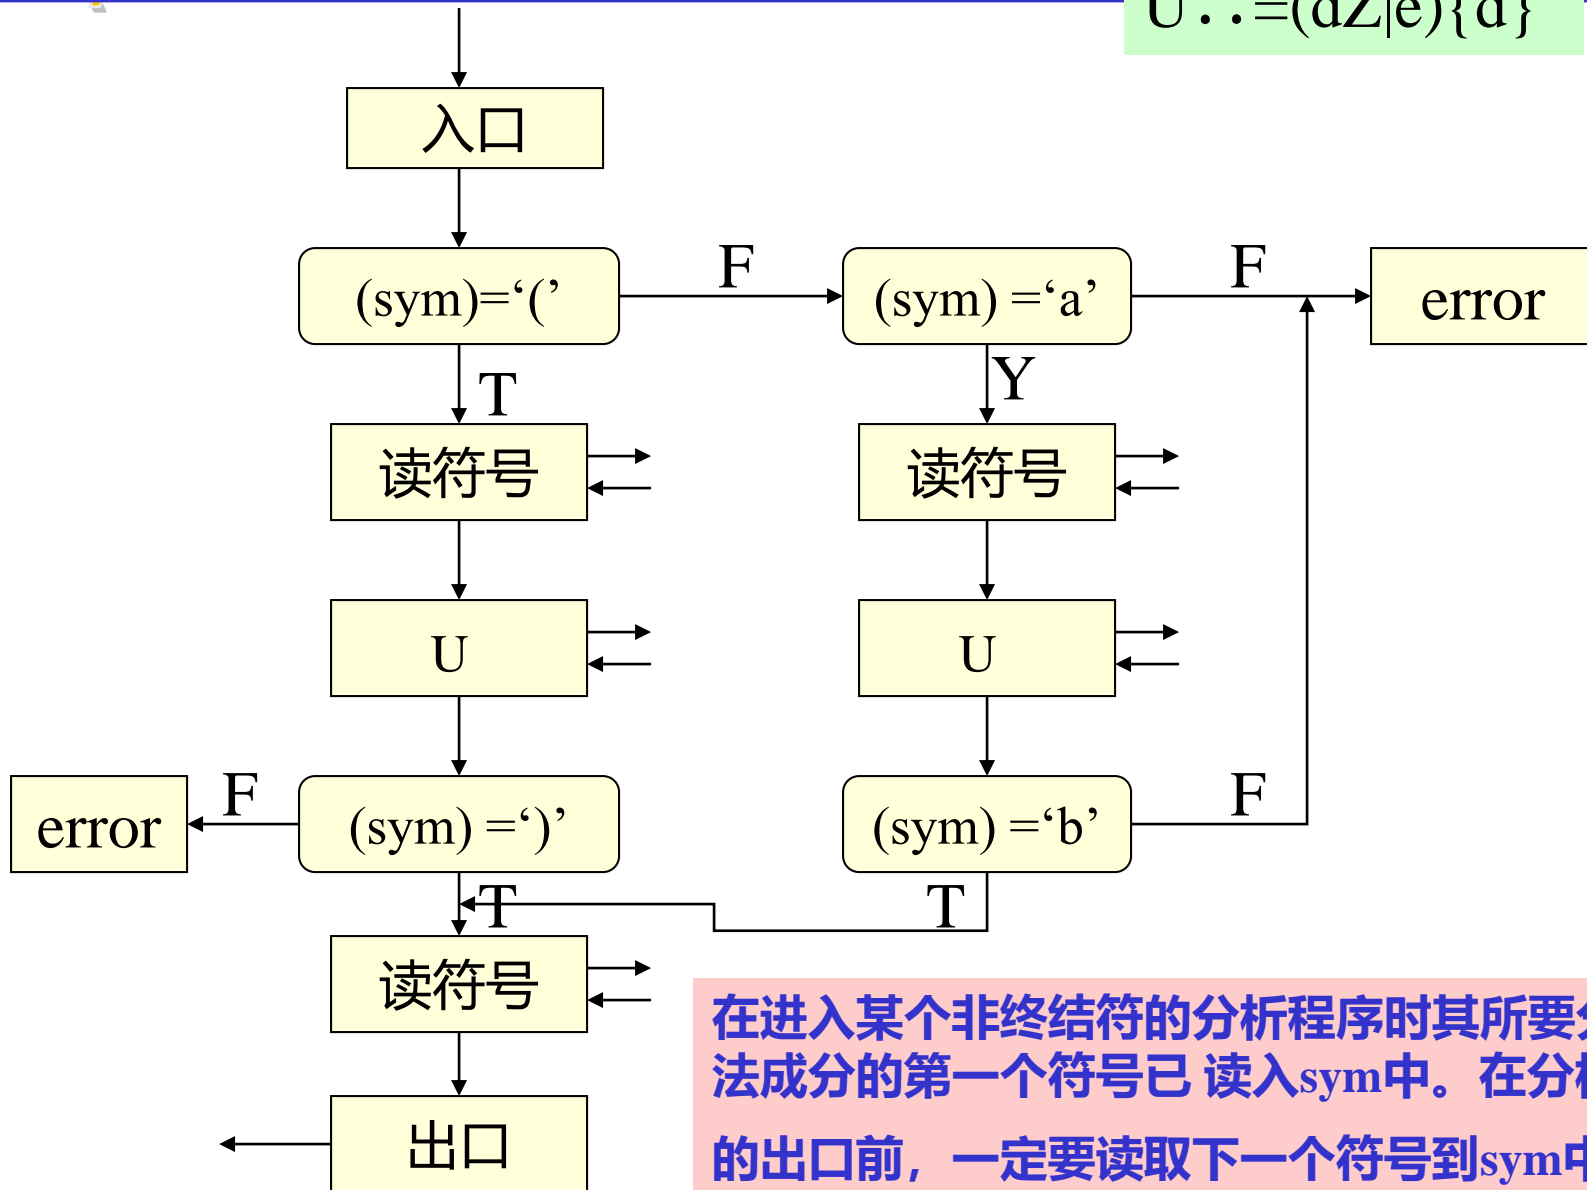 U::=(dZ|e){d}
入口
(sym)=‘(’
F
(sym) =‘a’
F
error
T
Y
读符号
读符号
U
U
error
F
(sym) =‘)’
(sym) =‘b’
F
T
T
读符号
在进入某个非终结符的分析程序时其所要
法成分的第一个符号已 读入sym中。在分
出口
的出口前，一定要读取下一个符号到sym